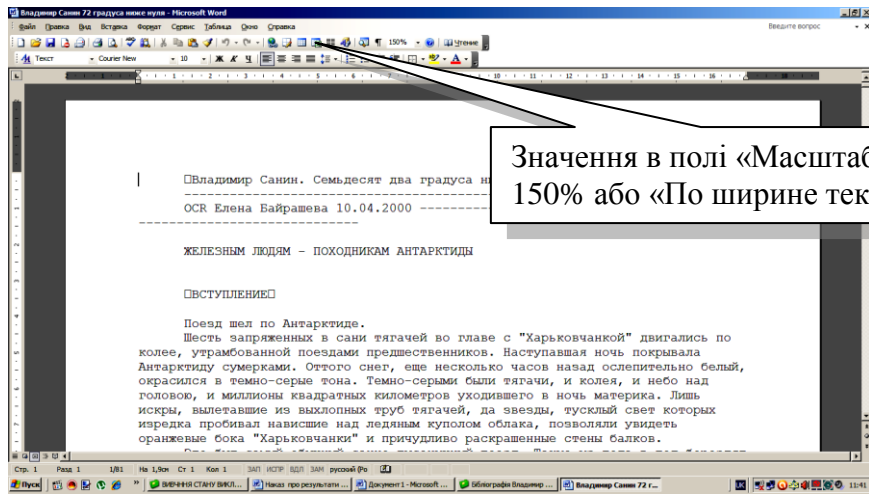 Владимир Санин 72 градуса ниже нуля - Microsoft Word
Файл Правка Вид Вставка Формат Сервис Таблица Окно Справка
Введите вопрос
150% Чтение
Текст Courier New 10 Ж К Ч
Значення в полі «Масштаб
150% або «По ширине тек
Владимир Санин. Семьдесят два градуса ни
OCR Елена Байрашева 10.04.2000
ЖЕЛЕЗНЫМ ЛЮДЯМ - ПОХОДНИКАМ АНТАРКТИДЫ
ВСТУПЛЕНИЕ
Поезд шел по Антарктиде.
Шесть запряженных в сани тягачей во главе с "Харьковчанкой" двигались по
колее, утрамбованной поездами предшественников. Наступавшая ночь покрывала
Антарктиду сумерками. Оттого снег, еще несколько часов назад ослепительно белый,
окрасился в темно-серые тона. Темно-серыми были тягачи, и колея, и небо над
головою, и миллионы квадратных километров уходившего в ночь материка. Лишь
искры, вылетавшие из выхлопных труб тягачей, да звезды, тусклый свет которых
изредка пробивал нависшие над ледяным куполом облака, позволяли увидеть
оранжевые бока "Харьковчанки" и причудливо раскрашенные стены балков.
Стр. 1 Разд 1 1/81 На 1,9см Ст 1 Кол 1 ЗАП ИСПР ВДЛ ЗАМ русский (Ро
Пуск ВИВЧЕННЯ СТАНУ ВИКЛ... Наказ про результати ... Документ1 - Microsoft ... Бібліографія Владимир ... Владимир Санин 72 г... 11:41